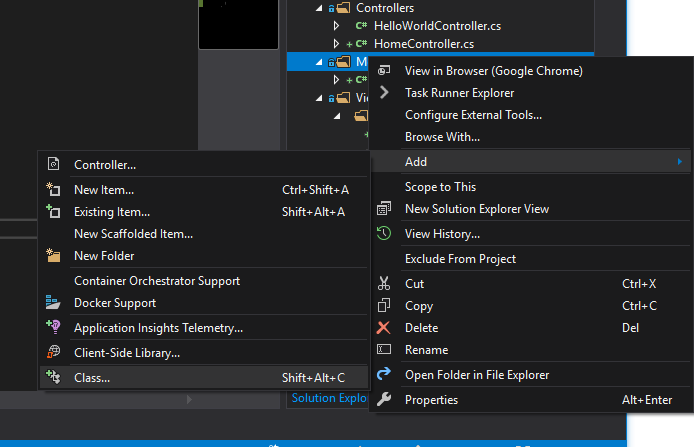 Controllers
C# HelloWorldController.cs
+ C# HomeController.cs
M
+ C#
Vi
View in Browser (Google Chrome)
Task Runner Explorer
Configure External Tools...
Browse With...
Add
Scope to This
New Solution Explorer View
View History...
Exclude From Project
Cut Ctrl+X
Copy Ctrl+C
Delete Del
Rename
Open Folder in File Explorer
Properties Alt+Enter
Controller...
New Item... Ctrl+Shift+A
Existing Item... Shift+Alt+A
New Scaffolded Item...
New Folder
Container Orchestrator Support
Docker Support
Application Insights Telemetry...
Client-Side Library...
Class... Shift+Alt+C
Solution Explo